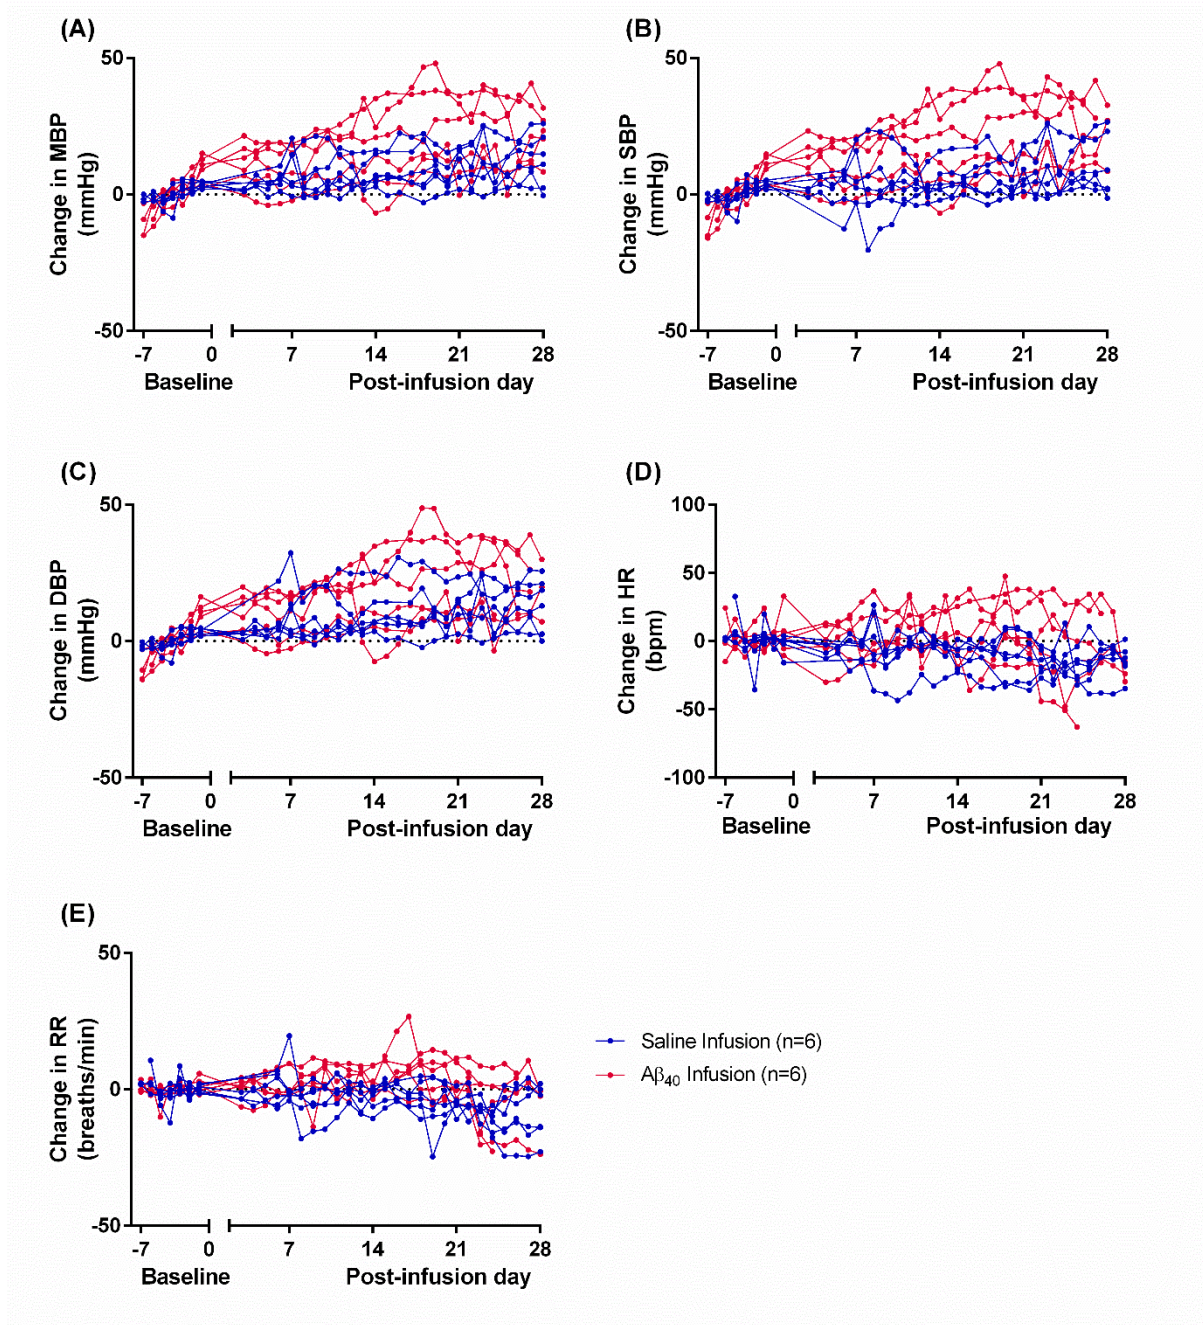 (A)
Change in MBP
(mmHg)
50
0
-50
-7 0 7 14 21 28
Baseline Post-infusion day
(B)
Change in SBP
(mmHg)
50
0
-50
-7 0 7 14 21 28
Baseline Post-infusion day
(C)
Change in DBP
(mmHg)
50
0
-50
-7 0 7 14 21 28
Baseline Post-infusion day
(D)
Change in HR
(bpm)
100
50
0
-50
-100
-7 0 7 14 21 28
Baseline Post-infusion day
(E)
Change in RR
(breaths/min)
50
0
-50
-7 0 7 14 21 28
Baseline Post-infusion day
Saline Infusion (n=6)
Aβ₄₀ Infusion (n=6)